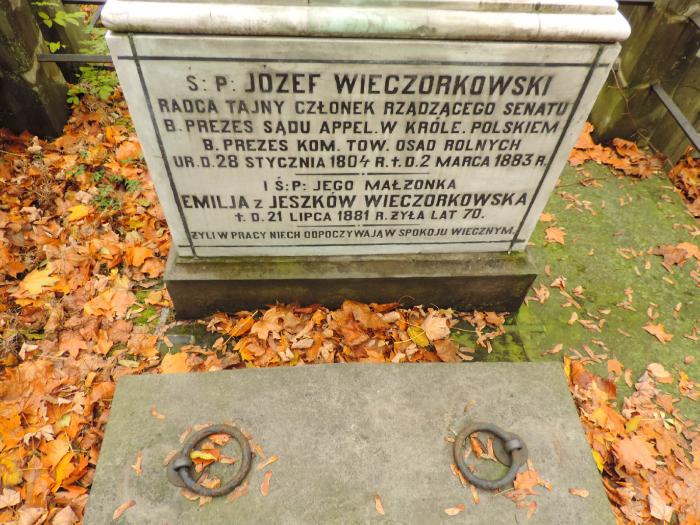 Ś: P: JÓZEF WIECZORKOWSKI
RADCA TAJNY CZŁONEK RZĄDZĄCEGO SENATU
B. PREZES SĄDU APPEL. W KRÓLE. POLSKIEM
B. PREZES KOM. TOW. OSAD ROLNYCH
UR. D. 28 STYCZNIA 1804 R. † D. 2 MARCA 1883 R.
I Ś: P: JEGO MAŁZONKA
EMILJA z JESZKÓW WIECZORKOWSKA
† D. 21 LIPCA 1881 R. ŻYŁA LAT 70.
ŻYLI W PRACY NIECH ODPOCZYWAJĄ W SPOKOJU WIECZNYM.